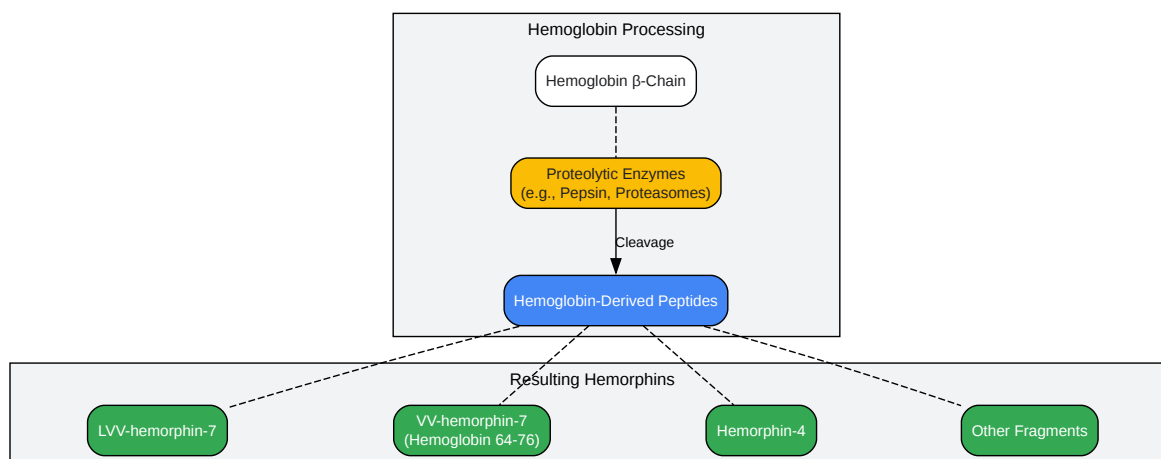 Hemoglobin Processing
Hemoglobin β-Chain
Proteolytic Enzymes
(e.g., Pepsin, Proteasomes)
Cleavage
Hemoglobin-Derived Peptides
Resulting Hemorphins
LVV-hemorphin-7
VV-hemorphin-7
(Hemoglobin 64-76)
Hemorphin-4
Other Fragments